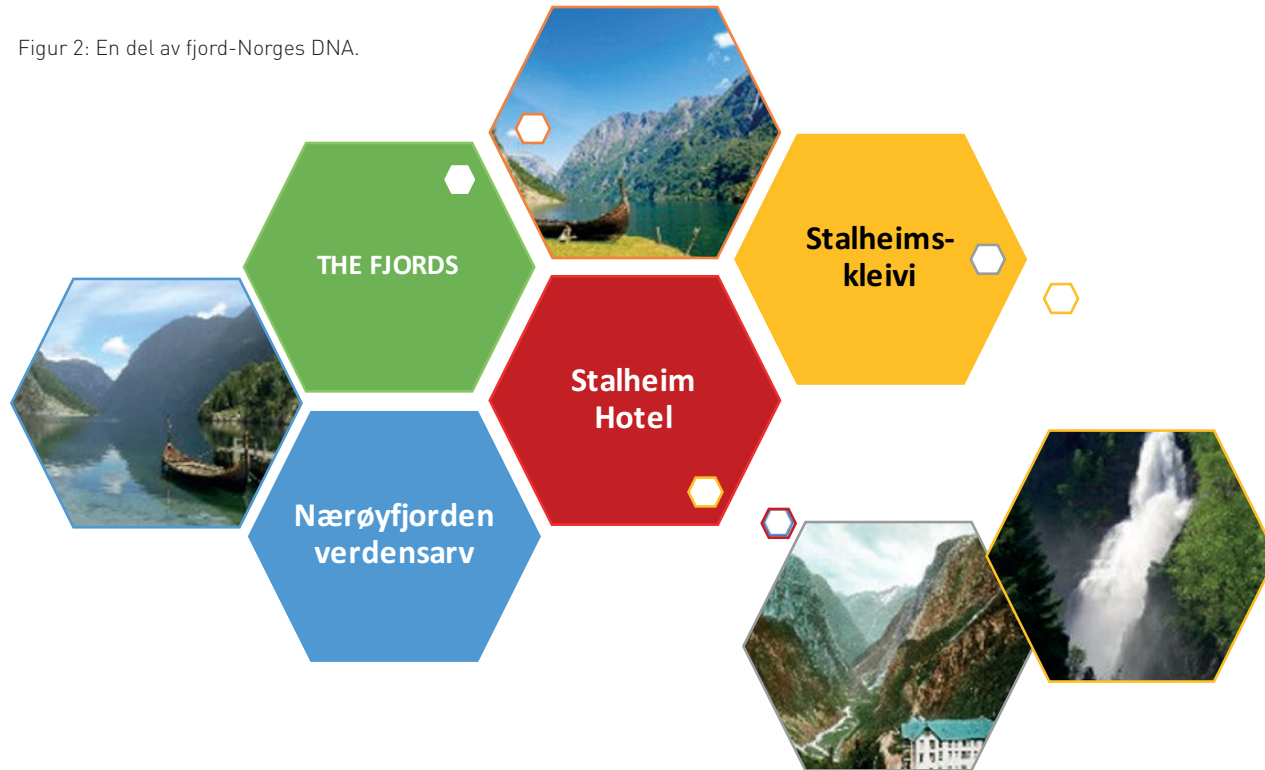 Figur 2: En del av fjord-Norges DNA.
THE FJORDS
Stalheims-
kleivi
Stalheim
Hotel
Nærøyfjorden
verdensarv